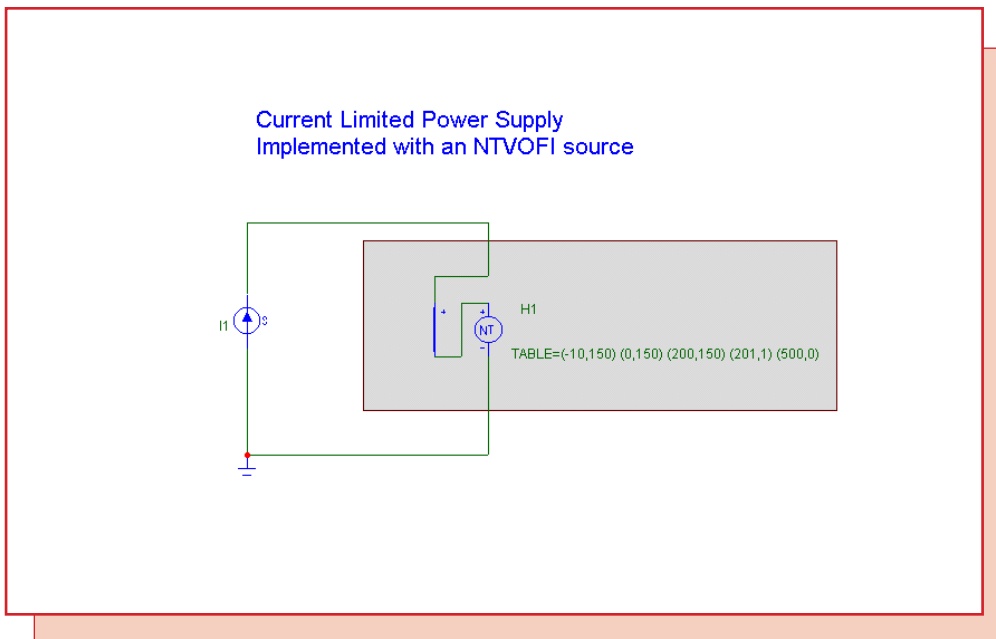 Current Limited Power Supply
Implemented with an NTVOFI source
I1
S
+
+
H1
NT
-
TABLE=(-10,150) (0,150) (200,150) (201,1) (500,0)